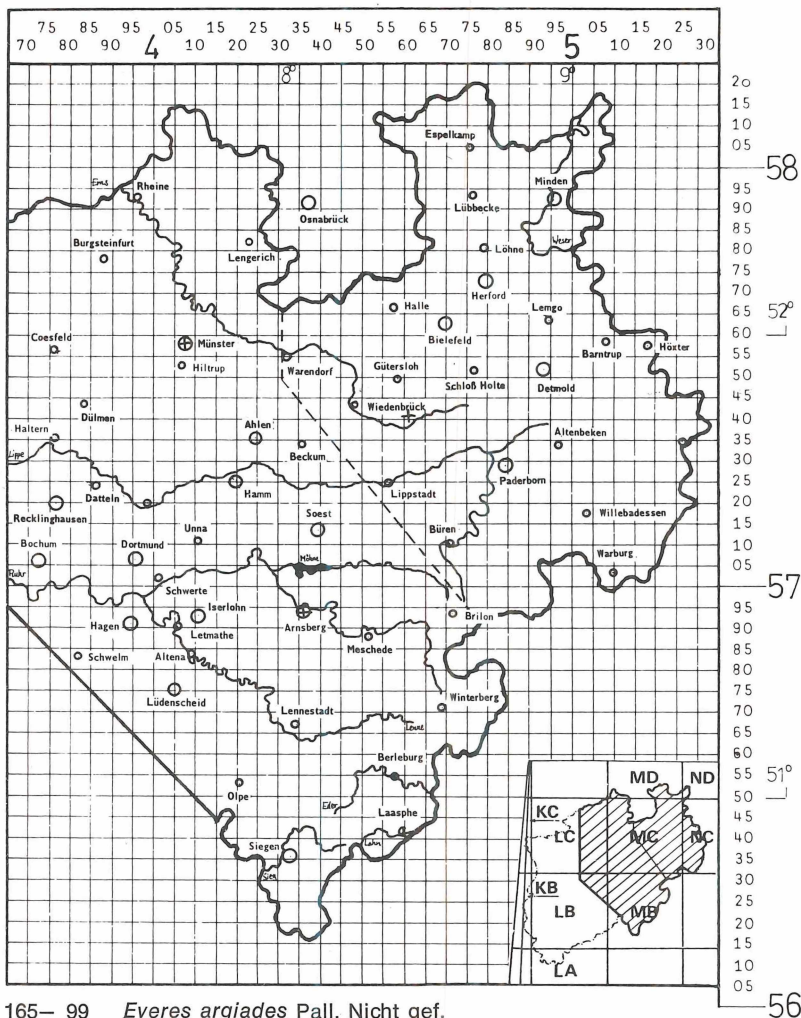 70 75 85 95 4 05 15 25 35 40 45 50 55 60 65 70 75 85 95 5 05 10 15 20 25 30
8° 9°
20
15
10
05
58
95
90
85
80
75
70
65
52°
60
55
50
45
40
35
30
25
20
15
10
05
57
95
90
85
80
75
70
65
60
55
51°
50
45
40
35
30
25
20
15
10
05
56
Espelkamp
Ems Rheine
Minden
Osnabrück
Lübbecke
Burgsteinfurt
Lengerich
Löhne
Weser
Herford
Halle
Lemgo
Coesfeld
Münster
Bielefeld
Barntrup
Höxter
Hiltrup
Warendorf
Gütersloh
Schloß Holte
Detmold
Dülmen
Wiedenbrück
Haltern
Ahlen
Beckum
Altenbeken
Lippe
Datteln
Hamm
Lippstadt
Paderborn
Recklinghausen
Soest
Willebadessen
Unna
Büren
Bochum
Dortmund
Möhne
Warburg
Ruhr
Schwerte
Iserlohn
Arnsberg
Brilon
Hagen
Letmathe
Meschede
Schwelm
Altena
Lüdenscheid
Winterberg
Lennestadt
Lenne
Berleburg
Olpe
Eder
Laasphe
Siegen
Lahn
Sieg
MD ND
KC
LC MC NC
KB
LB MB
LA
165– 99 Everes argiades Pall. Nicht gef.